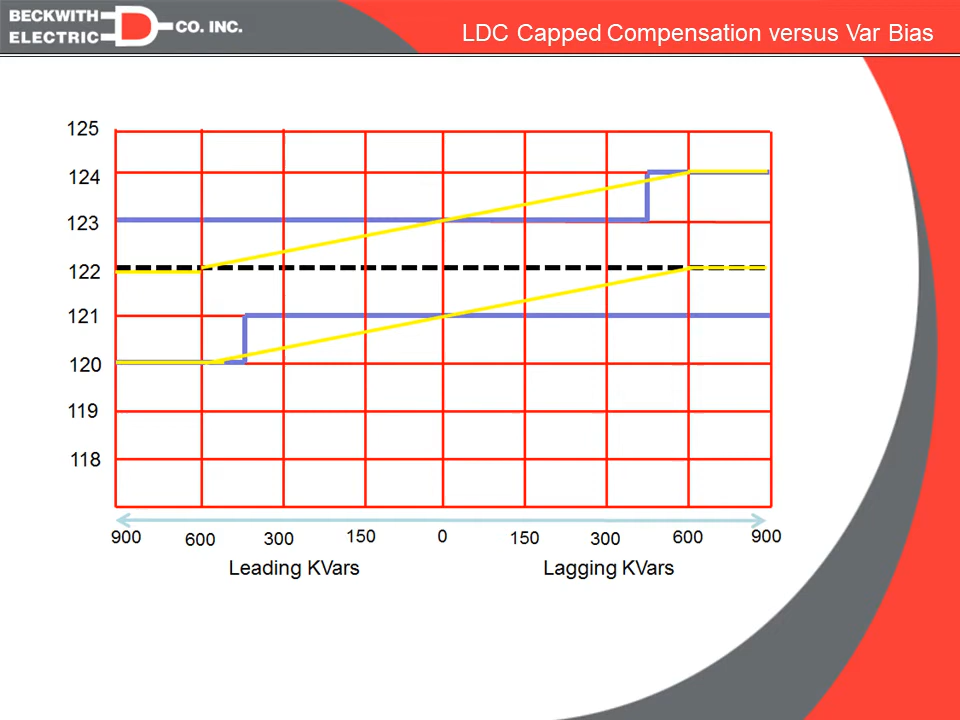 BECKWITH
ELECTRIC
CO. INC.
LDC Capped Compensation versus Var Bias
125
124
123
122
121
120
119
118
900 600 300 150 0 150 300 600 900
Leading KVars Lagging KVars